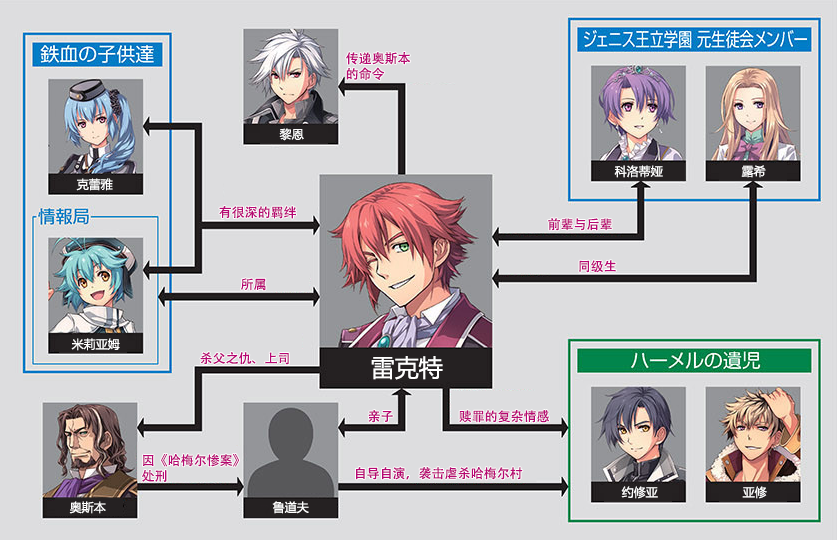 鉄血の子供達
克蕾雅
情報局
米莉亚姆
黎恩
传递奥斯本
的命令
ジェニス王立学園 元生徒会メンバー
科洛蒂娅
露希
有很深的羁绊
前辈与后辈
所属
同级生
雷克特
杀父之仇、上司
亲子
赎罪的复杂情感
ハーメルの遺児
约修亚
亚修
因《哈梅尔惨案》
处刑
自导自演，袭击虐杀哈梅尔村
奥斯本
鲁道夫